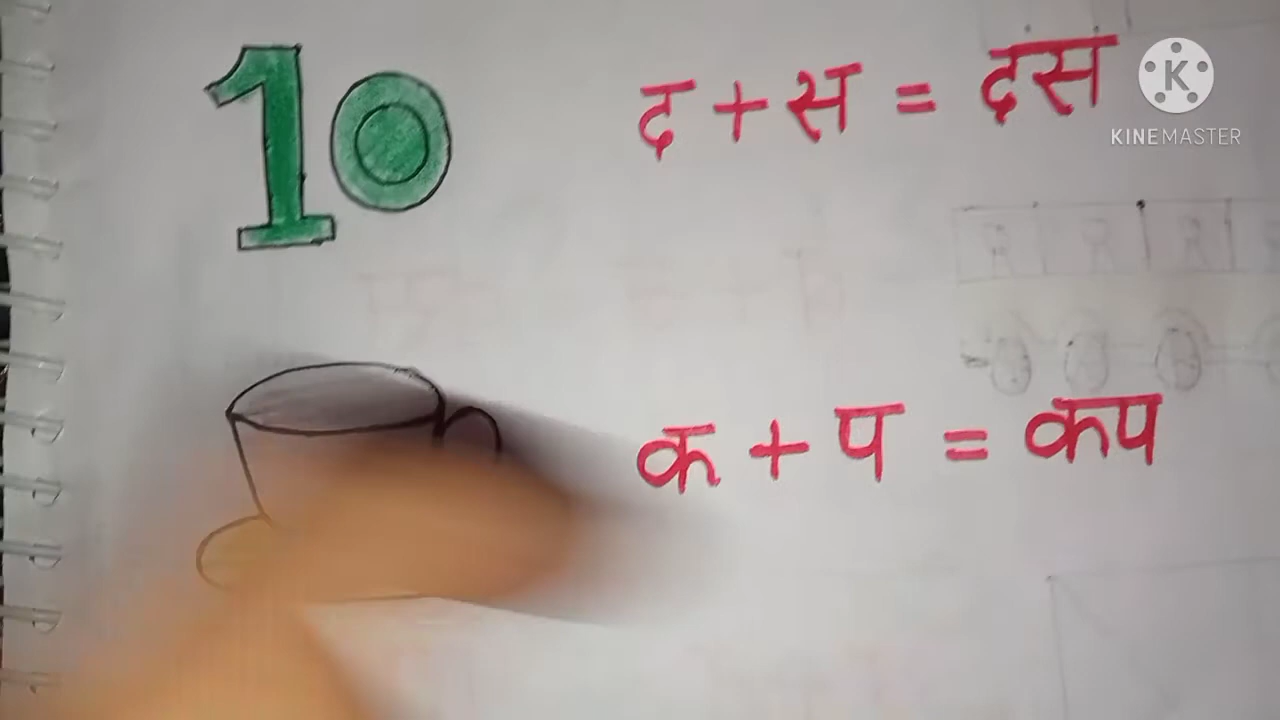 10
द + स = दस
KINEMASTER
क + प = कप